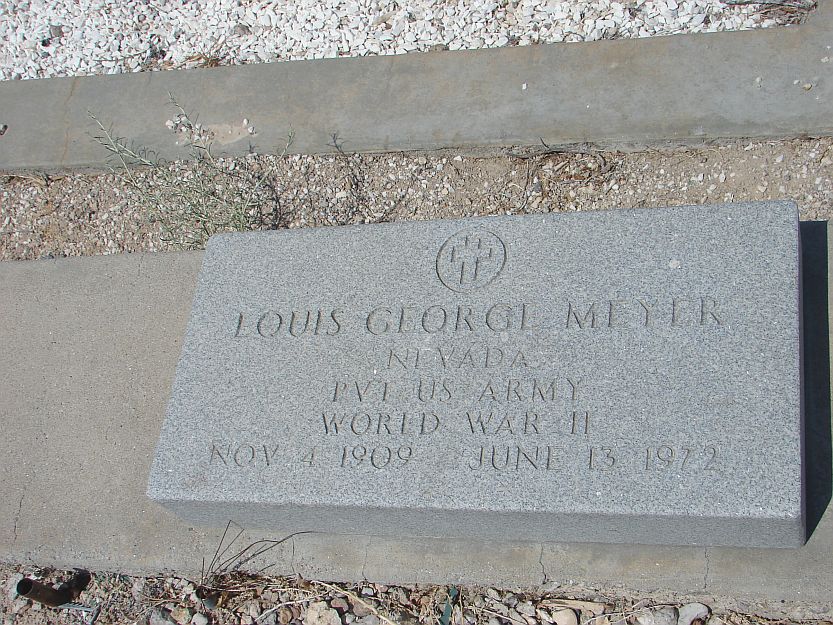 LOUIS GEORGE MEYER
NEVADA
PVT US ARMY
WORLD WAR II
NOV 4 1909 JUNE 13 1972